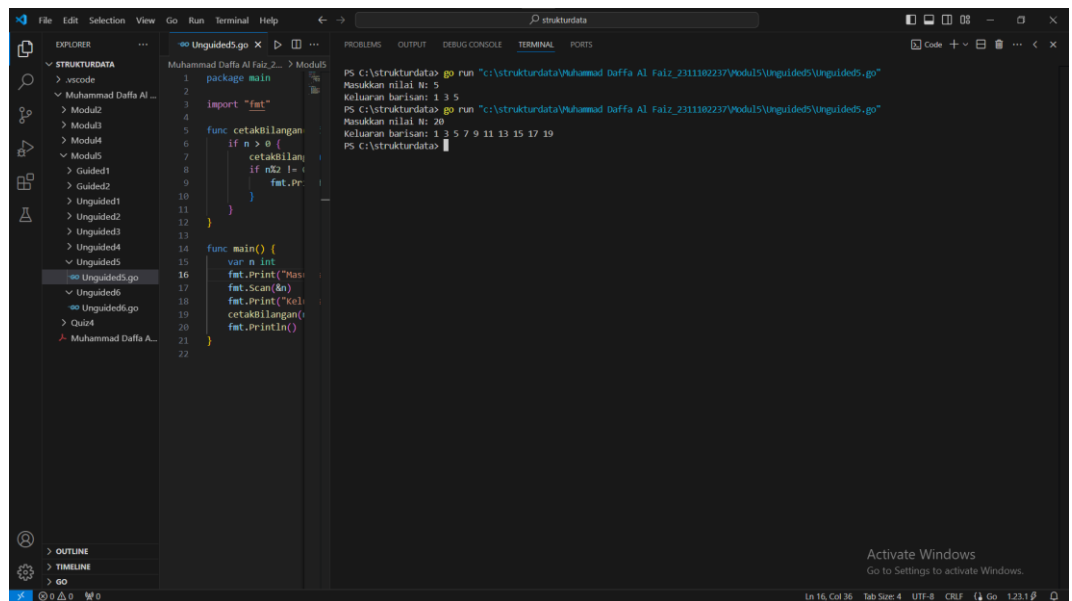 File Edit Selection View Go Run Terminal Help
strukturdata
EXPLORER
STRUKTURDATA
.vscode
Muhammad Daffa Al ...
Modul2
Modul3
Modul4
Modul5
Guided1
Guided2
Unguided1
Unguided2
Unguided3
Unguided4
Unguided5
Unguided5.go
Unguided6
Unguided6.go
Quiz4
Muhammad Daffa A...
OUTLINE
TIMELINE
GO
Unguided5.go
Muhammad Daffa Al Faiz_2... > Modul5
1 package main
2
3 import "fmt"
4
5 func cetakBilangan
6 if n > 0 {
7 cetakBilang
8 if n%2 !=
9 fmt.Pr
10 }
11 }
12 }
13
14 func main() {
15 var n int
16 fmt.Print("Mas
17 fmt.Scan(&n)
18 fmt.Print("Kel
19 cetakBilangan(
20 fmt.Println()
21 }
22
PROBLEMS OUTPUT DEBUG CONSOLE TERMINAL PORTS
Code
PS C:\strukturdata> go run "c:\strukturdata\Muhammad Daffa Al Faiz_2311102237\Modul5\Unguided5\Unguided5.go"
Masukkan nilai N: 5
Keluaran barisan: 1 3 5
PS C:\strukturdata> go run "c:\strukturdata\Muhammad Daffa Al Faiz_2311102237\Modul5\Unguided5\Unguided5.go"
Masukkan nilai N: 20
Keluaran barisan: 1 3 5 7 9 11 13 15 17 19
PS C:\strukturdata>
Activate Windows
Go to Settings to activate Windows.
0 0 0
Ln 16, Col 36 Tab Size: 4 UTF-8 CRLF Go 1.23.1